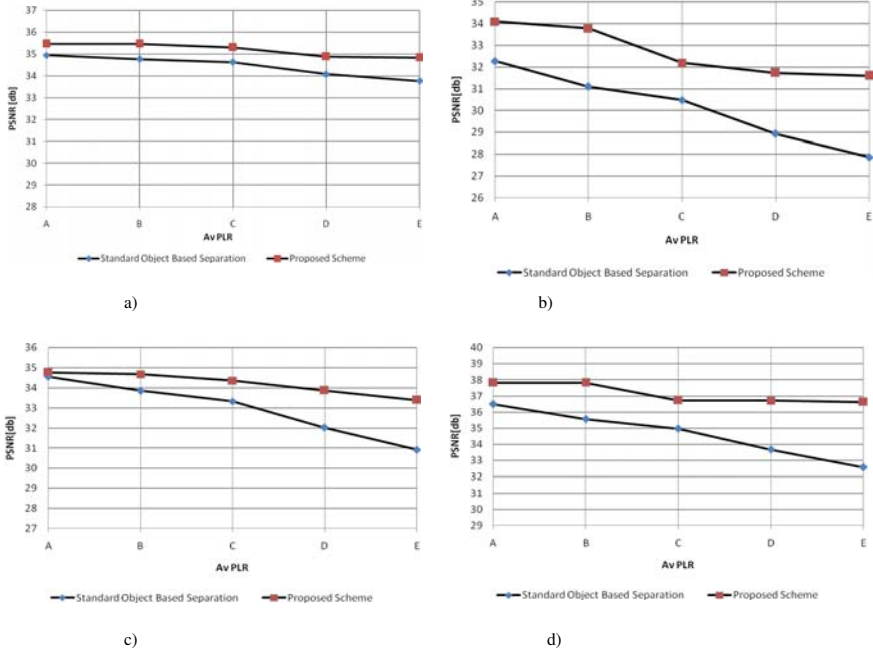 37
36
35
34
33
32
31
30
29
28
PSNR[db]
A B C D E
Av PLR
Standard Object Based Separation Proposed Scheme
a)
35
34
33
32
31
30
29
28
27
26
PSNR[db]
A B C D E
Av PLR
Standard Object Based Separation Proposed Scheme
b)
36
35
34
33
32
31
30
29
28
27
PSNR[db]
A B C D E
Av PLR
Standard Object Based Separation Proposed Scheme
c)
40
39
38
37
36
35
34
33
32
31
30
29
PSNR[db]
A B C D E
Av PLR
Standard Object Based Separation Proposed Scheme
d)